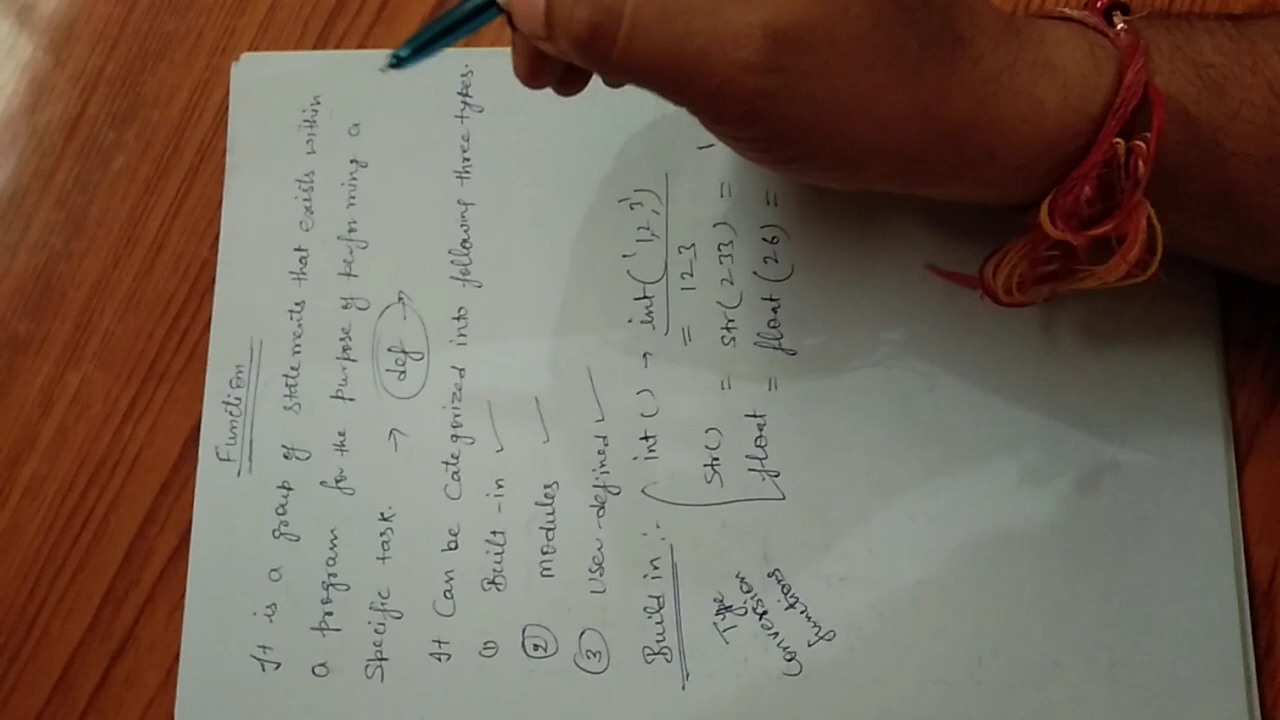 Function
It is a group of statements that exists within
a program for the purpose of performing a
Specific task. → def →
It Can be Categorized into following three types.
(1) Built-in ✓
(2) modules ✓
(3) User-defined ✓
Build in :- int () → int('123')
= 123
Str() = str(233) = '
float = float (26) =
Type
Conversion
functions